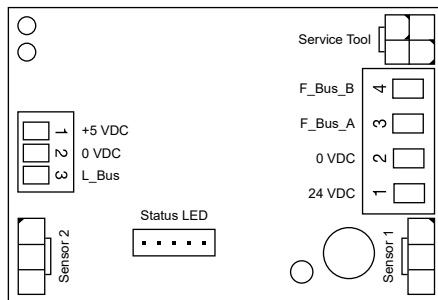 Service Tool
F_Bus_B 4
F_Bus_A 3
0 VDC 2
24 VDC 1
1 +5 VDC
2 0 VDC
3 L_Bus
Status LED
Sensor 2
Sensor 1